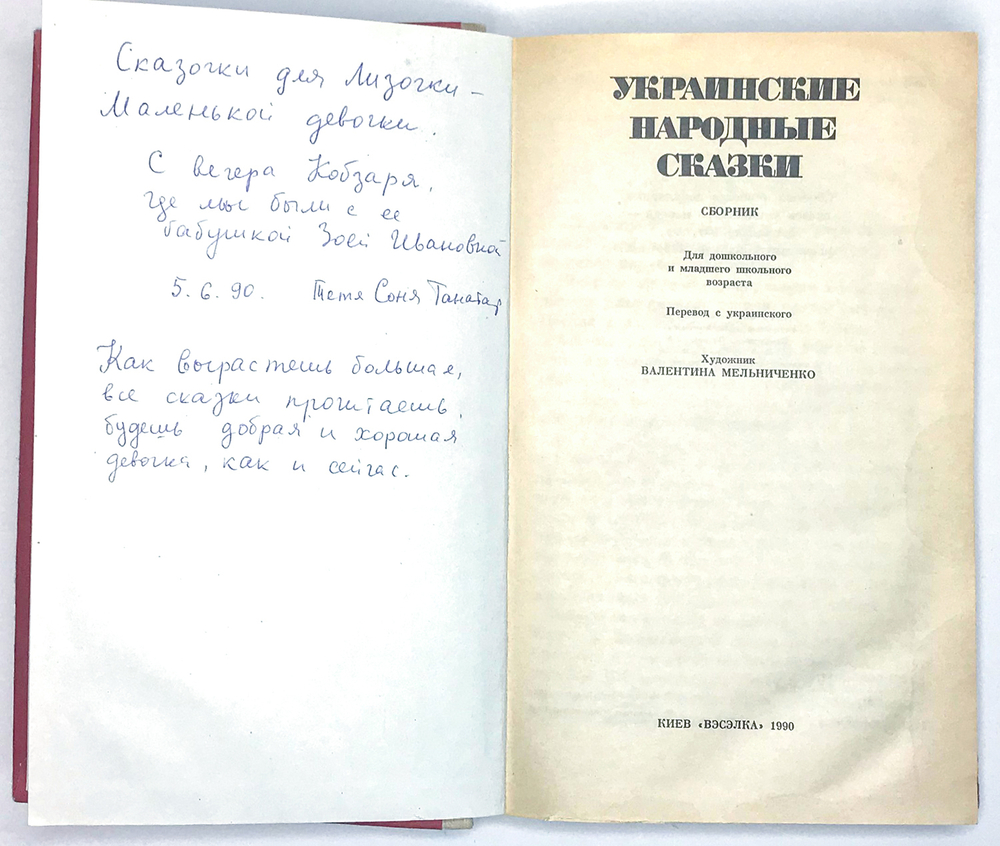 Сказочки для Лизочки –
Маленькой девочки.
С вечера Кобзаря,
где мы были с ее
бабушкой Зоей Ивановной
5.6.90. Тетя Соня Танатар
Как вырастешь большая,
все сказки прочитаешь,
будешь добрая и хорошая
девочка, как и сейчас.
УКРАИНСКИЕ
НАРОДНЫЕ
СКАЗКИ
СБОРНИК
Для дошкольного
и младшего школьного
возраста
Перевод с украинского
Художник
ВАЛЕНТИНА МЕЛЬНИЧЕНКО
КИЕВ «ВЭСЭЛКА» 1990